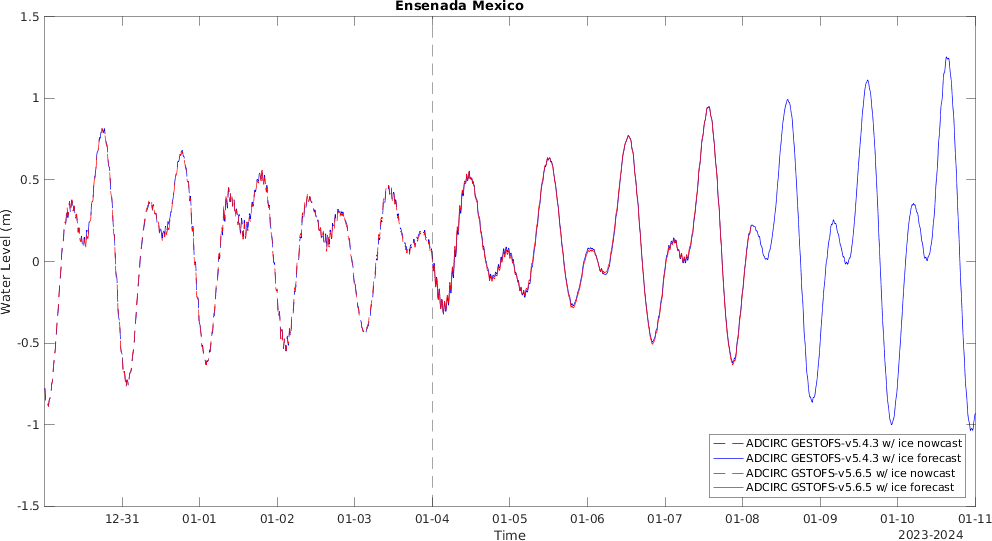 Ensenada Mexico
1.5
1
0.5
0
-0.5
-1
-1.5
Water Level (m)
12-31 01-01 01-02 01-03 01-04 01-05 01-06 01-07 01-08 01-09 01-10 01-11
Time
2023-2024
ADCIRC GESTOFS-v5.4.3 w/ ice nowcast
ADCIRC GESTOFS-v5.4.3 w/ ice forecast
ADCIRC GSTOFS-v5.6.5 w/ ice nowcast
ADCIRC GSTOFS-v5.6.5 w/ ice forecast